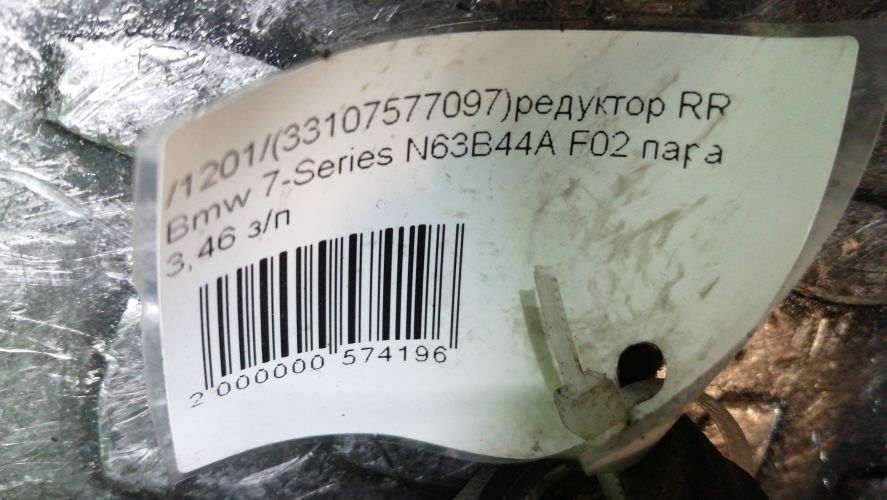 /1201/(33107577097)редуктор RR
Bmw 7-Series N63B44A F02 пара
3,46 з/п
2 000000 574196